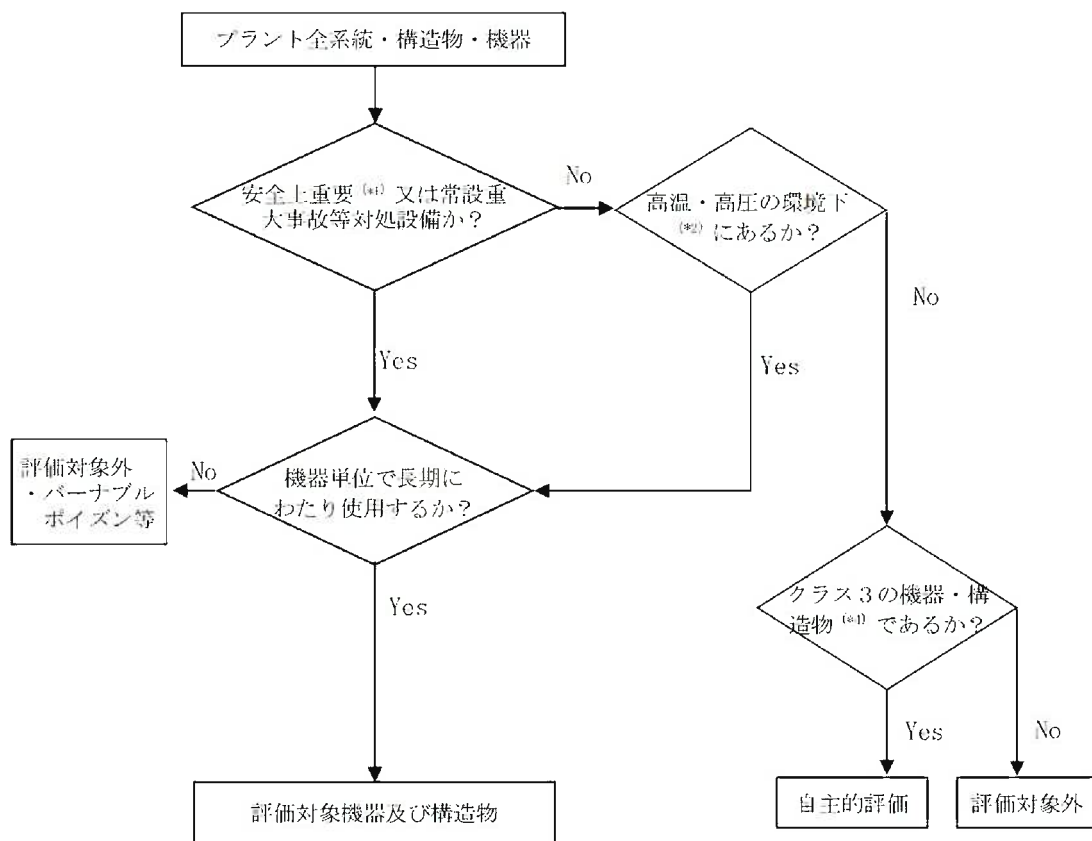 プラント全系統・構造物・機器
安全上重要(*1)又は常設重
大事故等対処設備か？
No
高温・高圧の環境下
(*2)にあるか？
No
Yes
Yes
評価対象外
・バーナブル
ポイズン等
No
機器単位で長期に
わたり使用するか？
Yes
クラス３の機器・構
造物(*1)であるか？
Yes
No
評価対象機器及び構造物
自主的評価
評価対象外